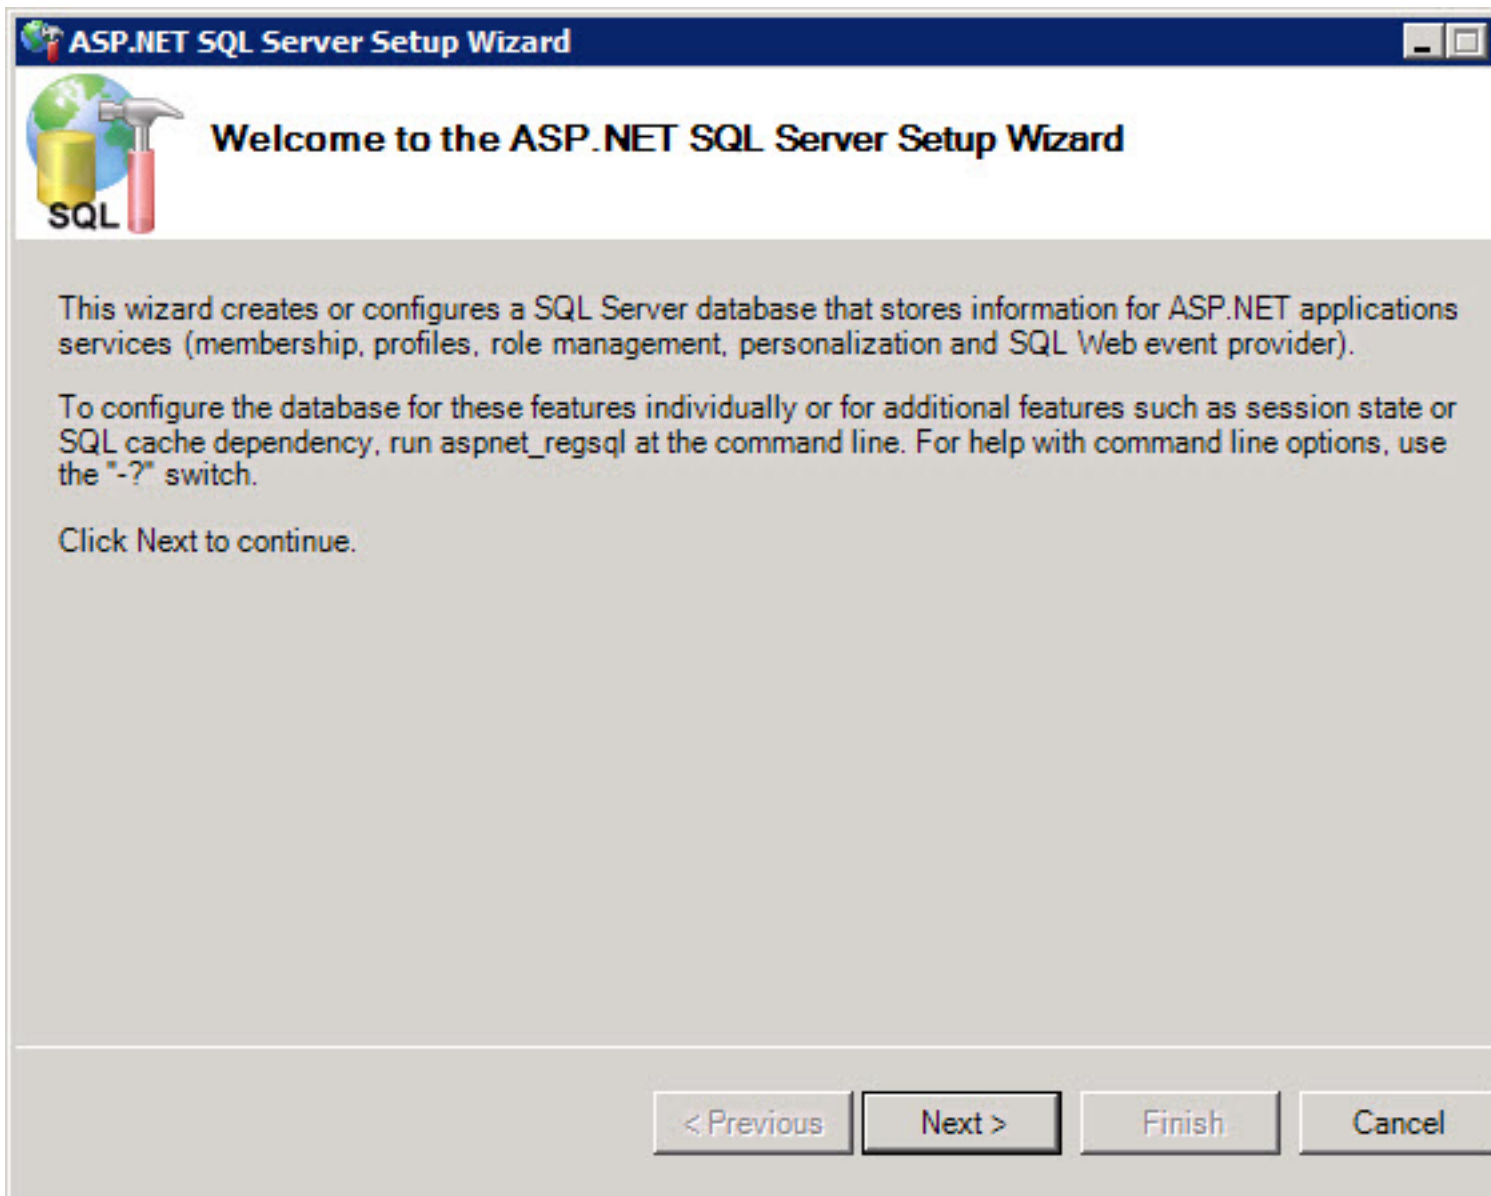 ASP.NET SQL Server Setup Wizard
Welcome to the ASP.NET SQL Server Setup Wizard
SQL
This wizard creates or configures a SQL Server database that stores information for ASP.NET applications
services (membership, profiles, role management, personalization and SQL Web event provider).
To configure the database for these features individually or for additional features such as session state or
SQL cache dependency, run aspnet_regsql at the command line. For help with command line options, use
the "-?" switch.
Click Next to continue.
< Previous
Next >
Finish
Cancel